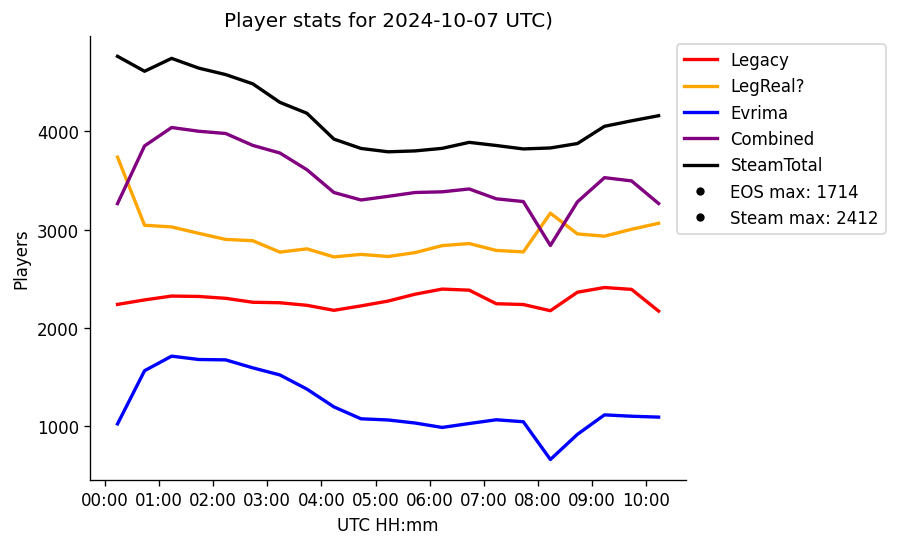 Player stats for 2024-10-07 UTC)
Legacy
LegReal?
Evrima
Combined
SteamTotal
EOS max: 1714
Steam max: 2412
Players
4000
3000
2000
1000
00:00 01:00 02:00 03:00 04:00 05:00 06:00 07:00 08:00 09:00 10:00
UTC HH:mm